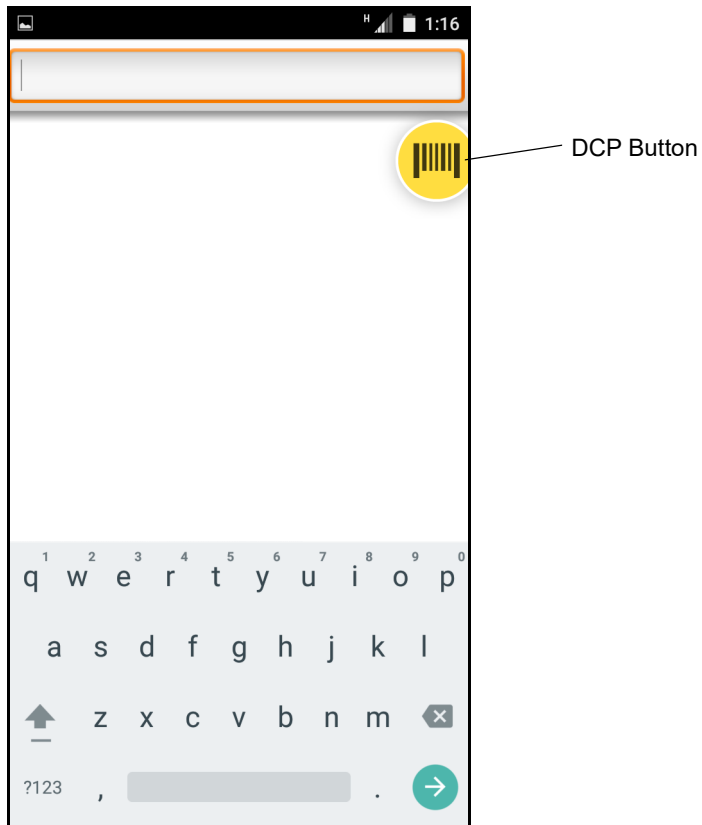 H 1:16
DCP Button
1 2 3 4 5 6 7 8 9 0
q w e r t y u i o p
a s d f g h j k l
z x c v b n m
?123 , .